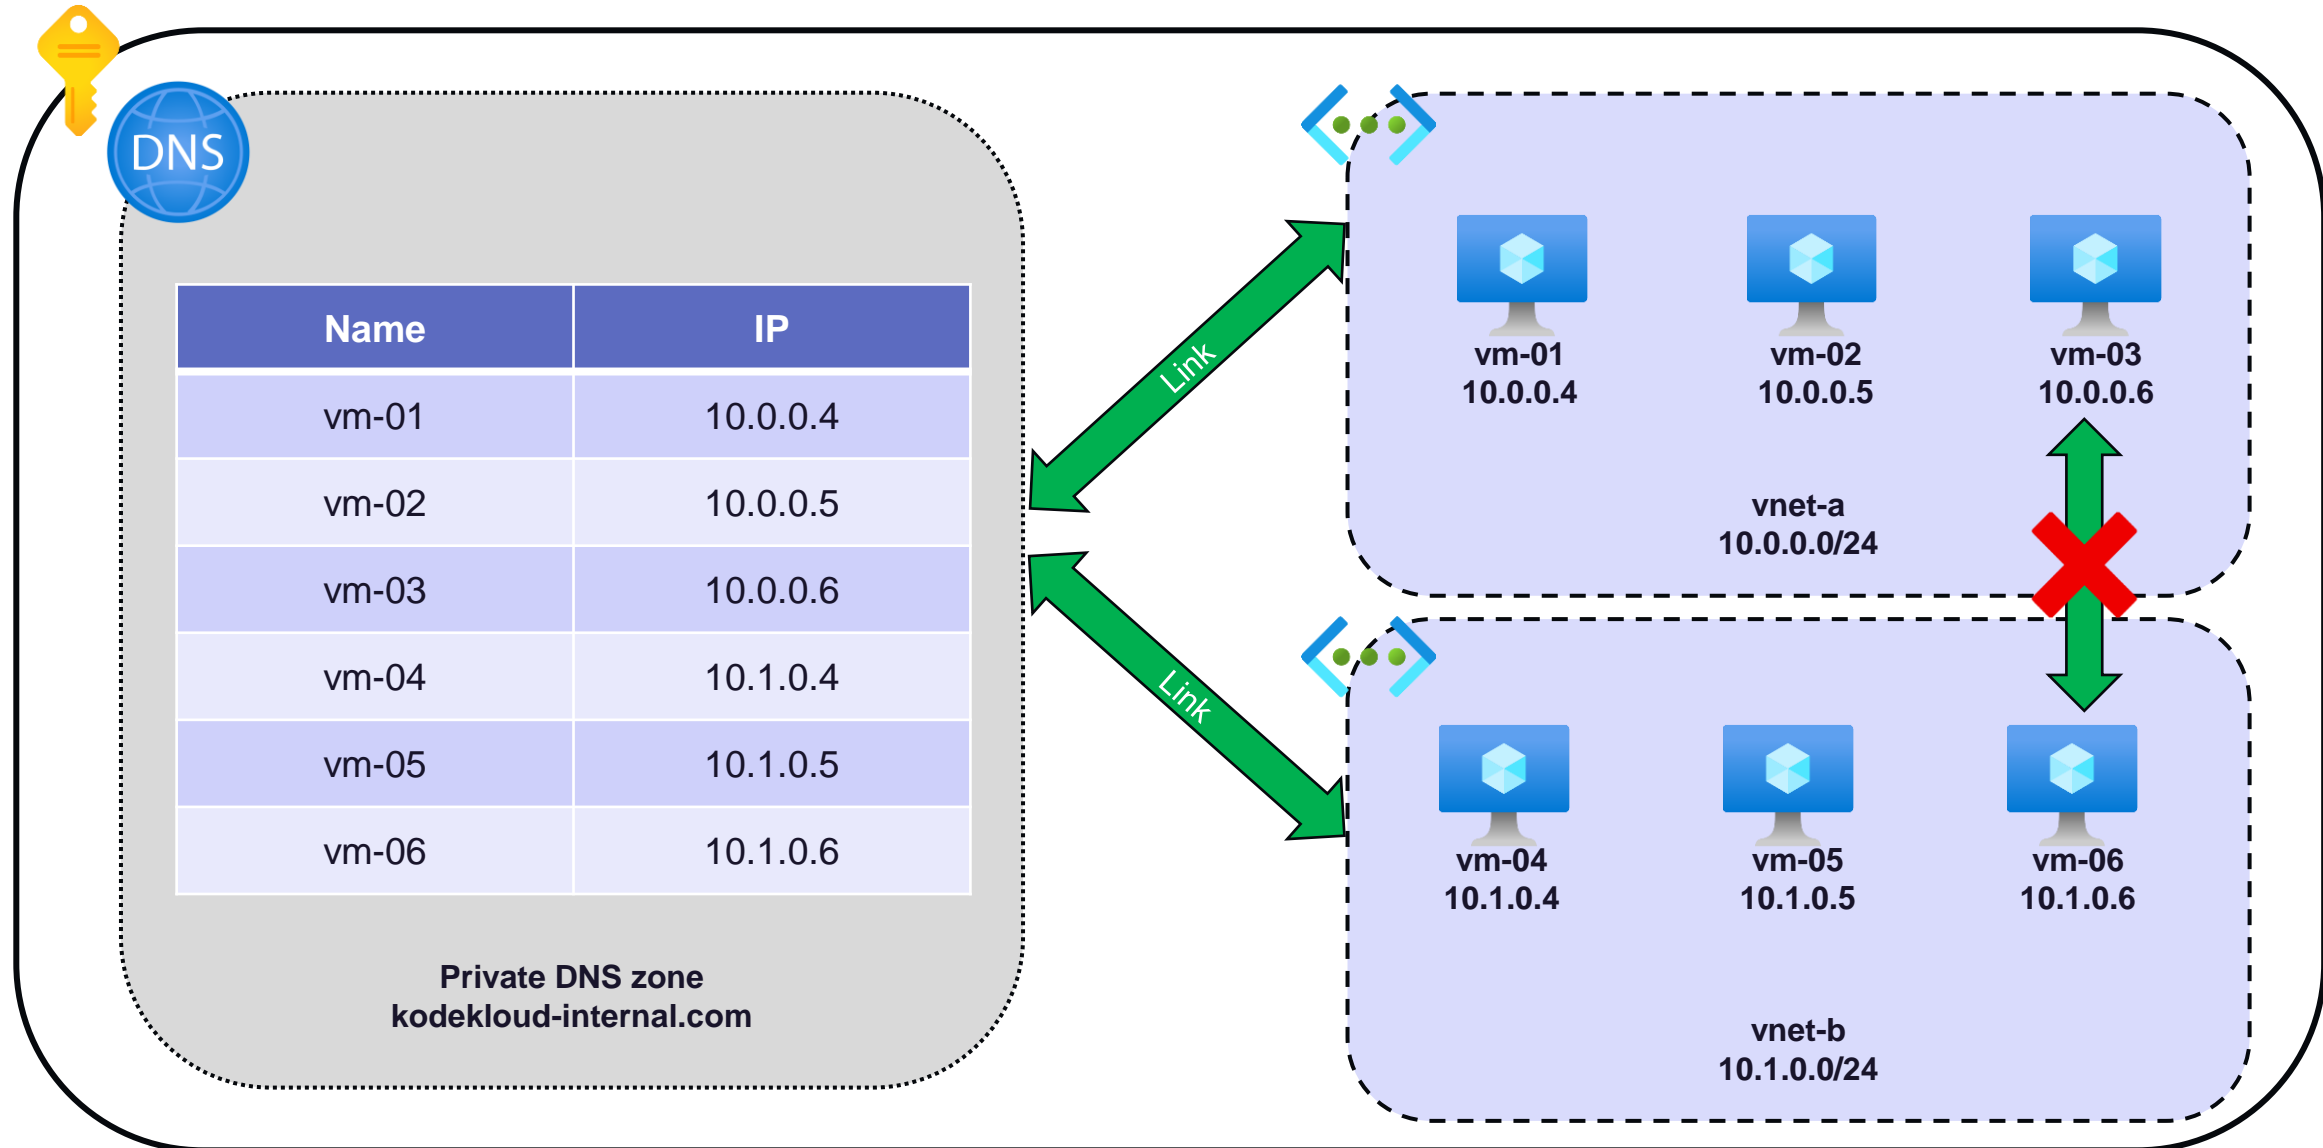 DNS
Name IP
vm-01 10.0.0.4
vm-02 10.0.0.5
vm-03 10.0.0.6
vm-04 10.1.0.4
vm-05 10.1.0.5
vm-06 10.1.0.6
Private DNS zone
kodekloud-internal.com
Link
Link
vm-01
10.0.0.4
vm-02
10.0.0.5
vm-03
10.0.0.6
vnet-a
10.0.0.0/24
vm-04
10.1.0.4
vm-05
10.1.0.5
vm-06
10.1.0.6
vnet-b
10.1.0.0/24